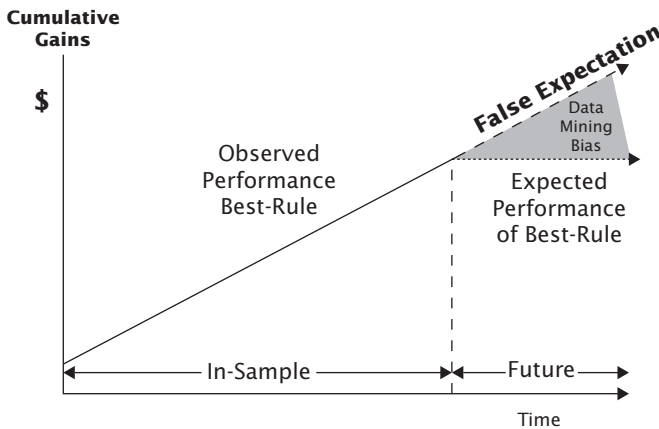 Cumulative
Gains
$
False Expectation
Data
Mining
Bias
Observed
Performance
Best-Rule
Expected
Performance
of Best-Rule
In-Sample
Future
Time